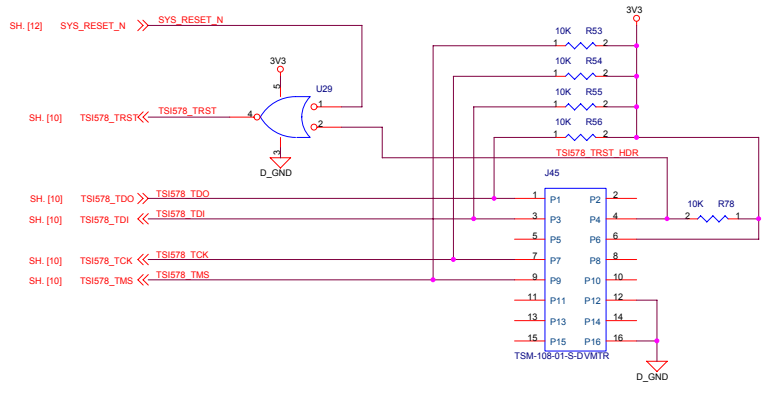 SH. [12] SYS_RESET_N SYS_RESET_N
3V3
10K R53
1 2
10K R54
1 2
10K R55
1 2
10K R56
1 2
3V3
U29
5
1
SH. [10] TSI578_TRST TSI578_TRST 4
2
3
D_GND
TSI578_TRST_HDR
J45
SH. [10] TSI578_TDO TSI578_TDO 1 P1 P2 2
10K R78
SH. [10] TSI578_TDI TSI578_TDI 3 P3 P4 4 2 1
5 P5 P6 6
SH. [10] TSI578_TCK TSI578_TCK 7 P7 P8 8
SH. [10] TSI578_TMS TSI578_TMS 9 P9 P10 10
11 P11 P12 12
13 P13 P14 14
15 P15 P16 16
TSM-108-01-S-DVMTR
D_GND